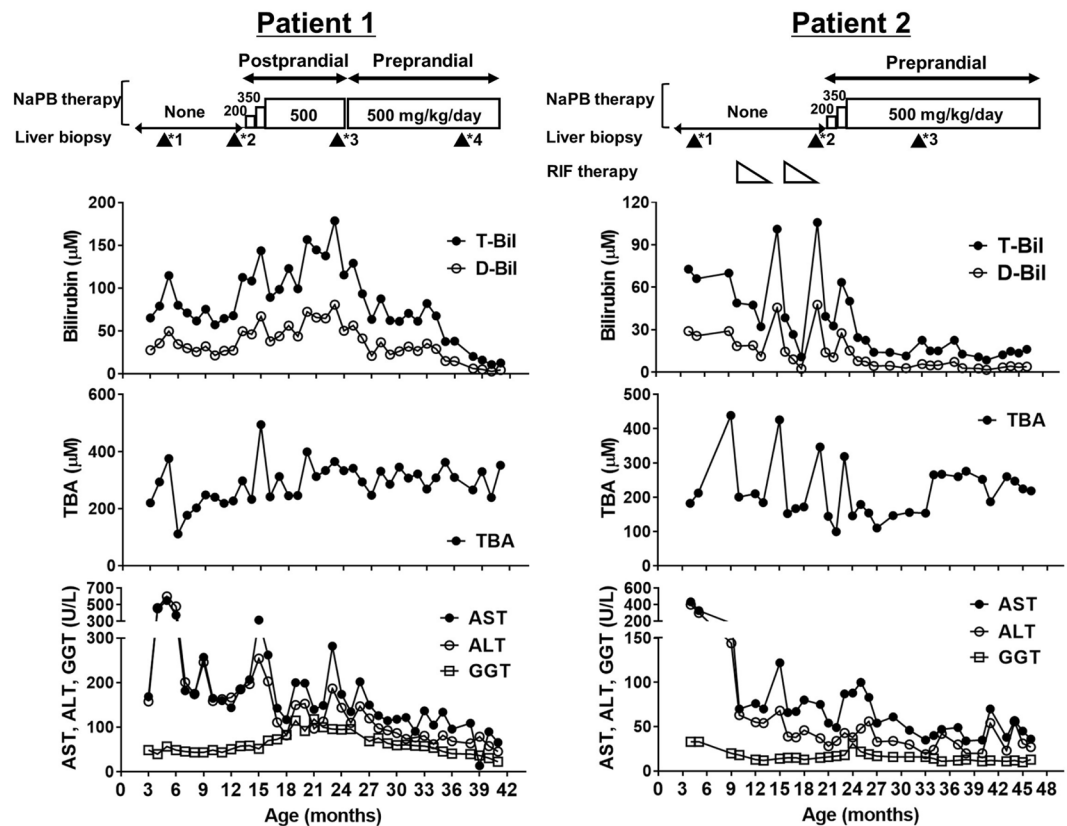 Patient 1
Postprandial Preprandial
NaPB therapy
None
200
350
500
500 mg/kg/day
Liver biopsy
*1 *2 *3 *4
Bilirubin (µM)
200
150
100
50
0
T-Bil
D-Bil
TBA (µM)
600
400
200
0
TBA
AST, ALT, GGT (U/L)
700
500
300
300
200
150
100
50
0
AST
ALT
GGT
0 3 6 9 12 15 18 21 24 27 30 33 36 39 42
Age (months)
Patient 2
Preprandial
NaPB therapy
None
200
350
500 mg/kg/day
Liver biopsy
*1 *2 *3
RIF therapy
Bilirubin (µM)
120
90
60
30
0
T-Bil
D-Bil
TBA (µM)
500
400
300
200
100
0
TBA
AST, ALT, GGT (U/L)
600
400
200
150
100
50
0
AST
ALT
GGT
0 3 6 9 12 15 18 21 24 27 30 33 36 39 42 45 48
Age (months)